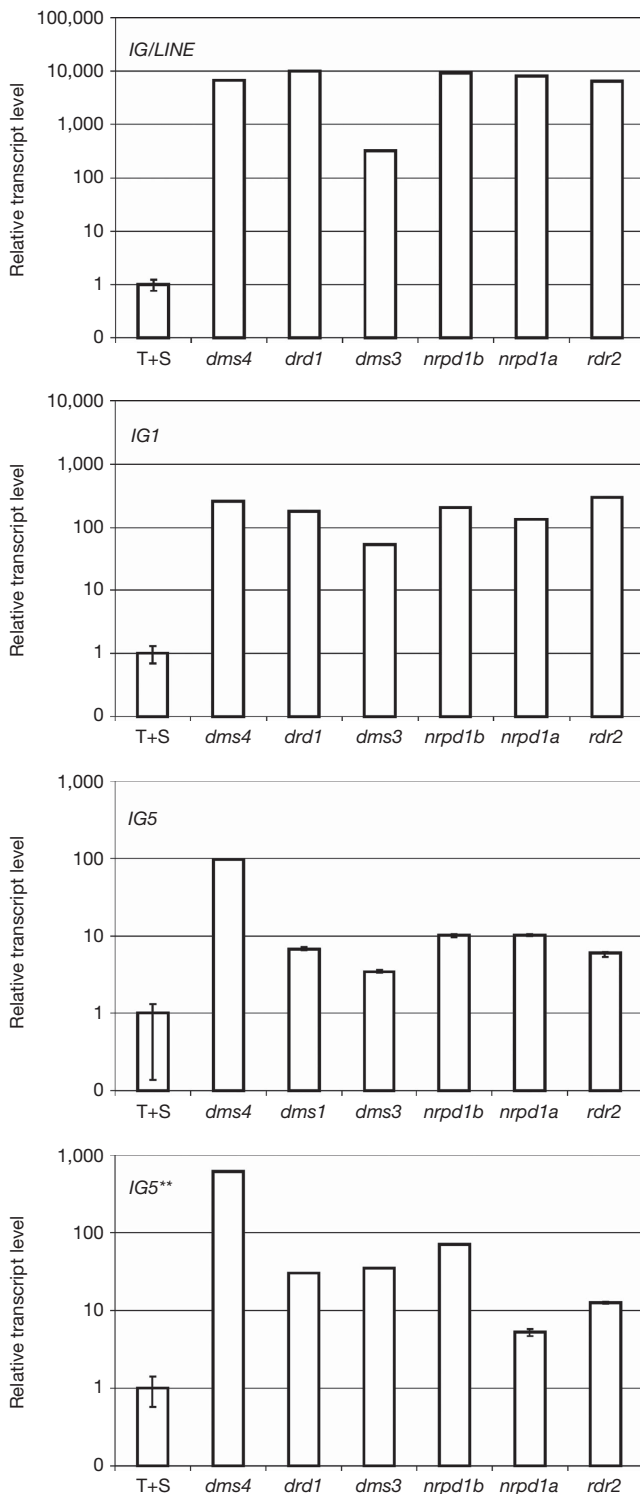 Relative transcript level
IG/LINE
100,000
10,000
1,000
100
10
1
0
T+S dms4 drd1 dms3 nrpd1b nrpd1a rdr2
Relative transcript level
IG1
10,000
1,000
100
10
1
0
T+S dms4 drd1 dms3 nrpd1b nrpd1a rdr2
Relative transcript level
IG5
1,000
100
10
1
0
T+S dms4 dms1 dms3 nrpd1b nrpd1a rdr2
Relative transcript level
IG5**
1,000
100
10
1
0
T+S dms4 drd1 dms3 nrpd1b nrpd1a rdr2